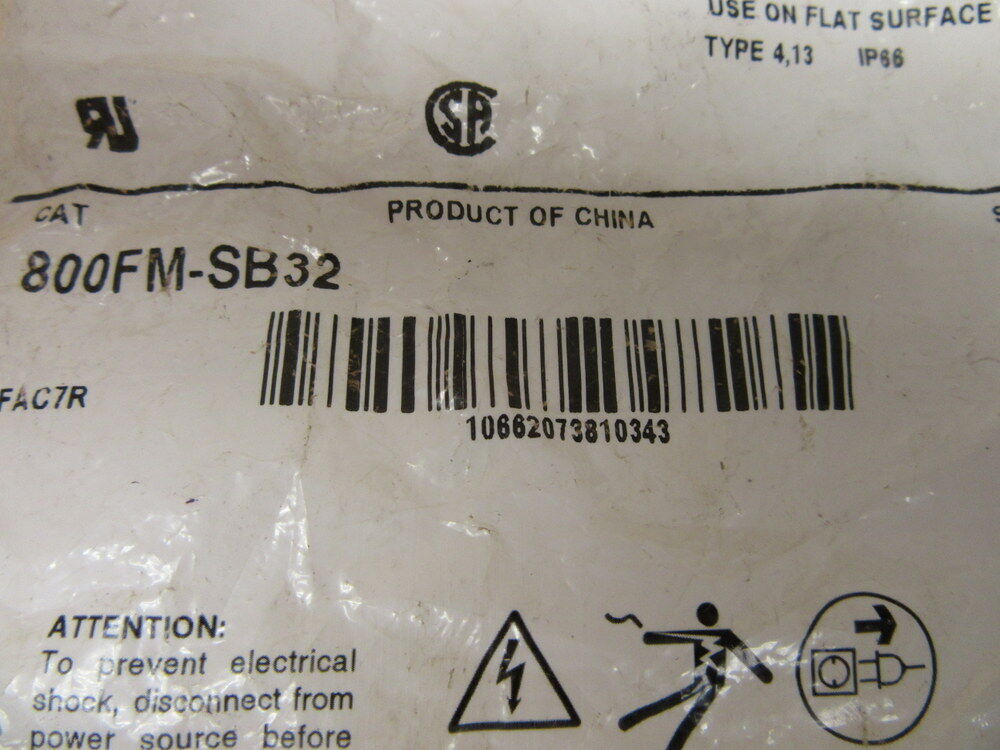 USE ON FLAT SURFACE
TYPE 4,13 IP66
CSA
CAT
PRODUCT OF CHINA
800FM-SB32
FAC7R
10662073810343
ATTENTION:
To prevent electrical
shock, disconnect from
power source before